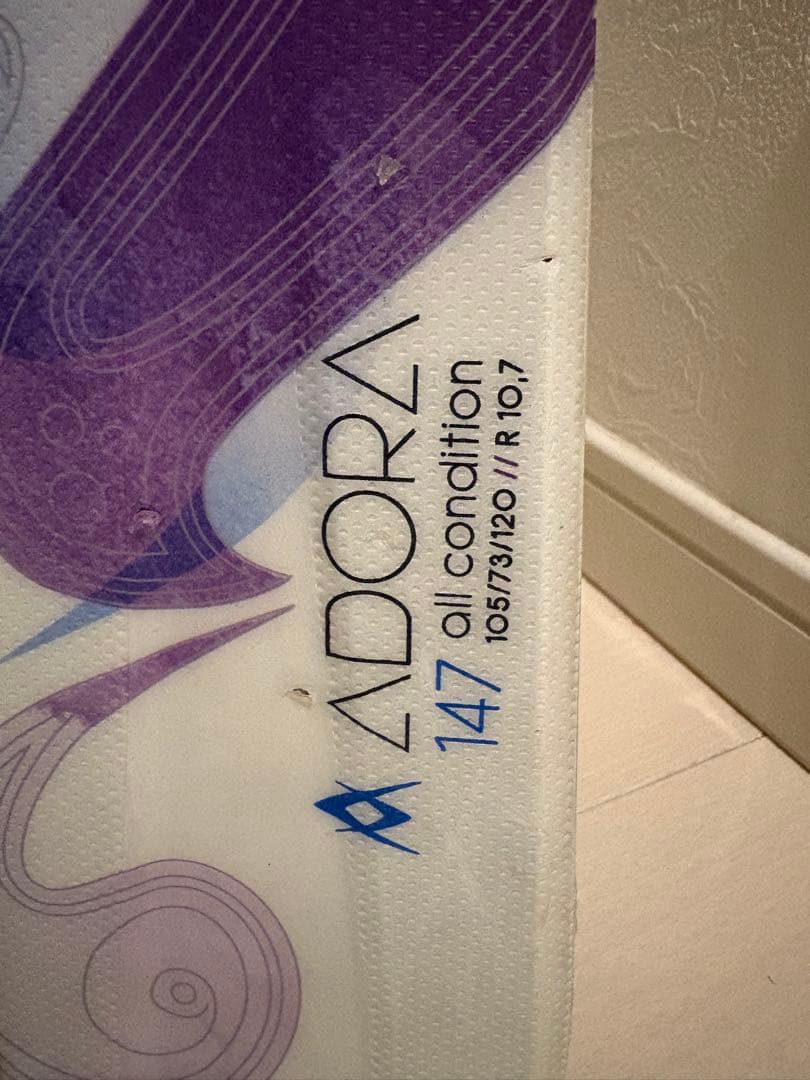 ADORA
147 all condition
105/73/120 // R 10,7